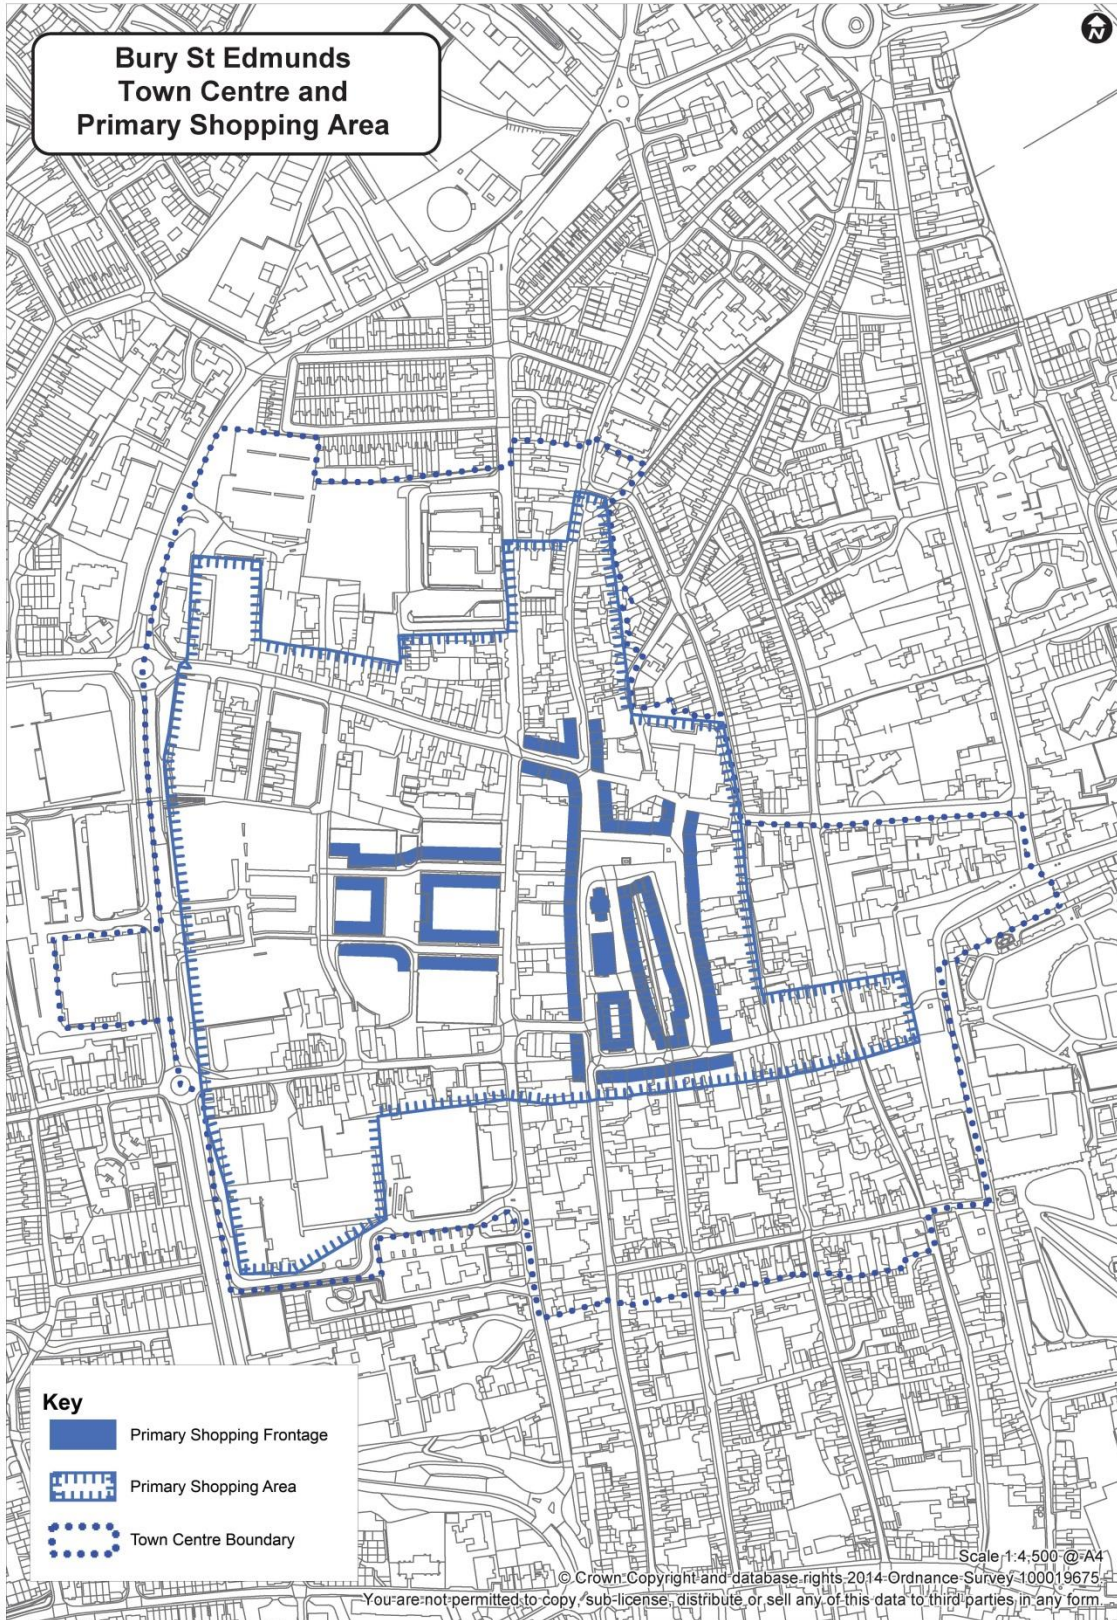 Bury St Edmunds
Town Centre and
Primary Shopping Area
N
Key
Primary Shopping Frontage
Primary Shopping Area
Town Centre Boundary
Scale 1:4,500 @ A4
© Crown Copyright and database rights 2014 Ordnance Survey 100019675
You are not permitted to copy, sub-license, distribute or sell any of this data to third parties in any form.